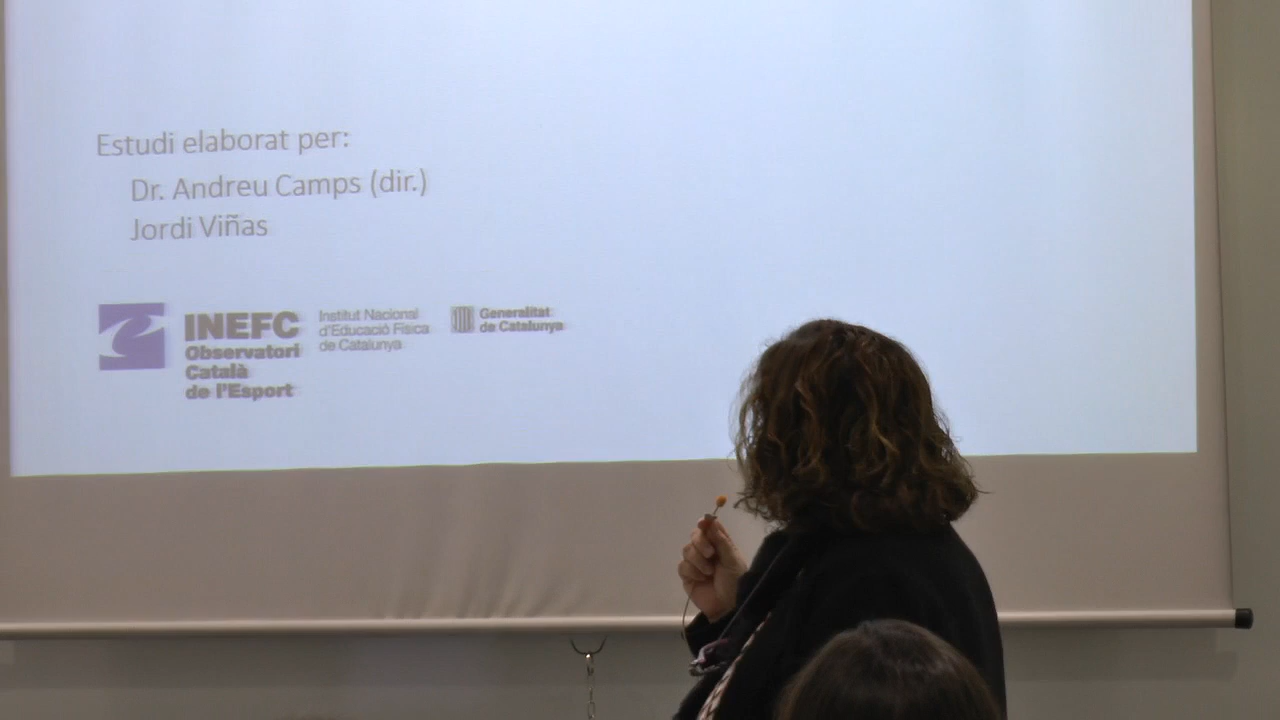 Estudi elaborat per:
Dr. Andreu Camps (dir.)
Jordi Viñas
INEFC
Observatori
Català
de l'Esport
Institut Nacional
d'Educació Física
de Catalunya
Generalitat
de Catalunya